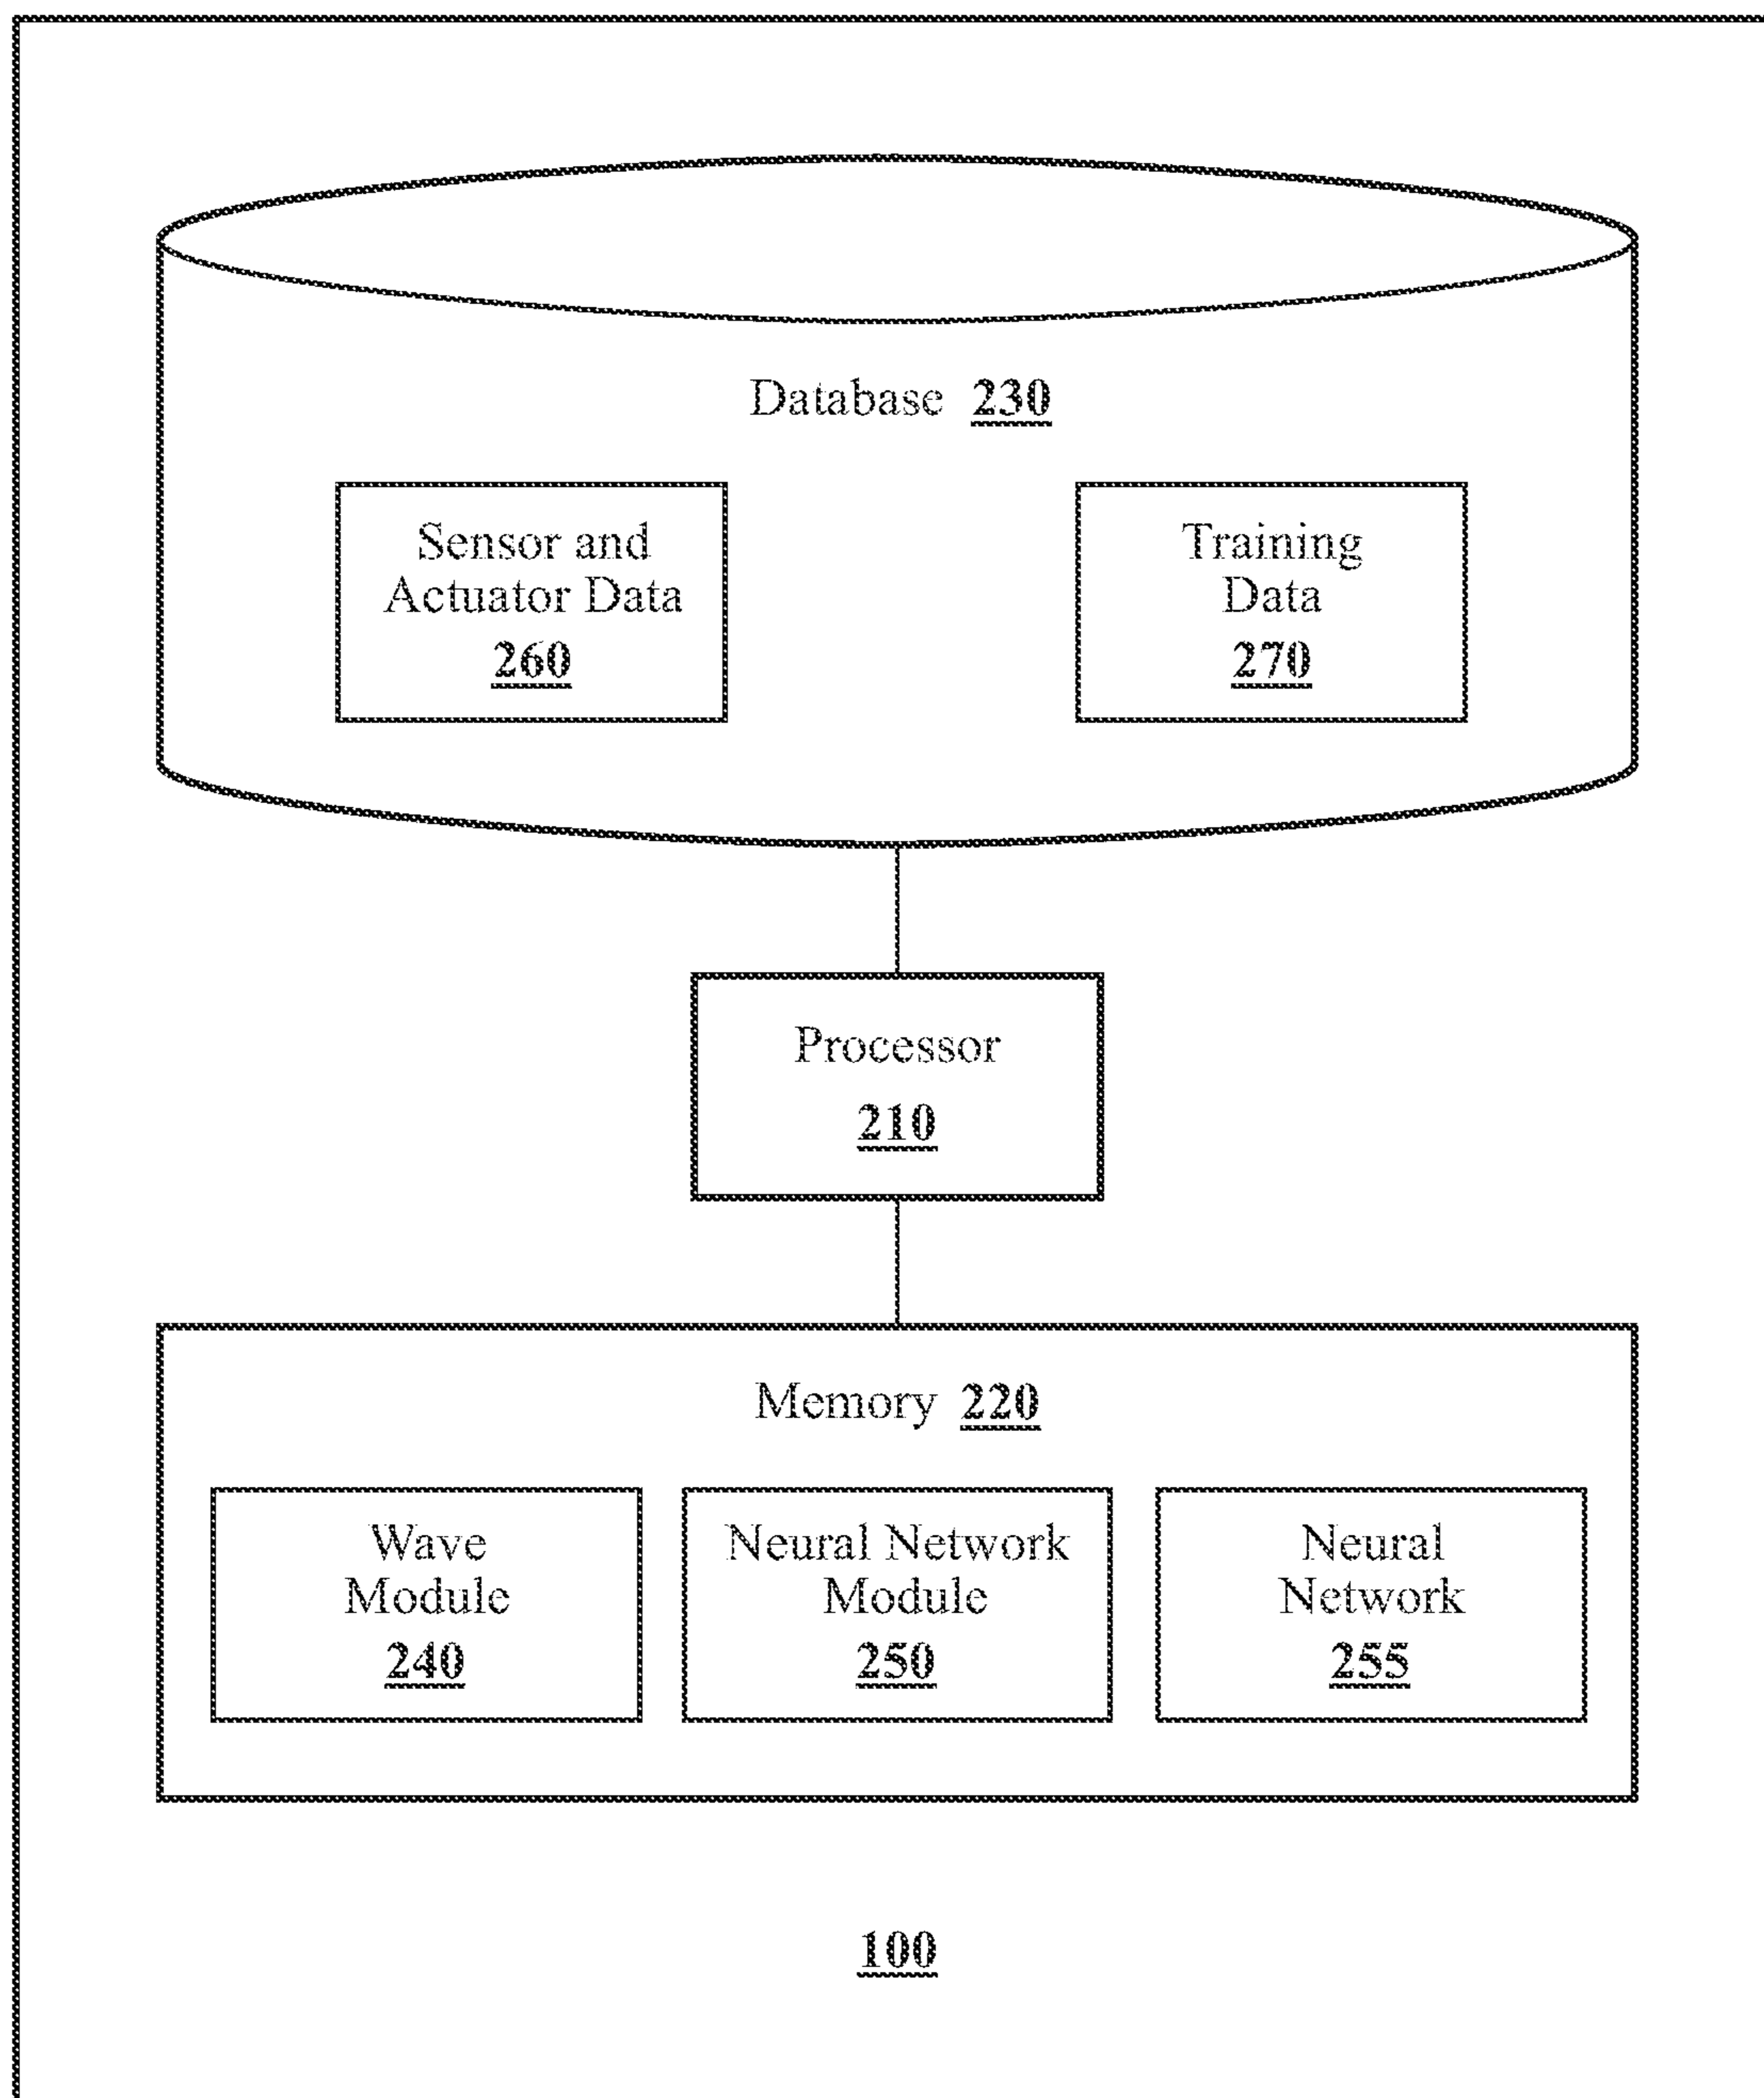 Database 230
Sensor and
Actuator Data
260
Training
Data
270
Processor
210
Memory 220
Wave
Module
240
Neural Network
Module
250
Neural
Network
255
100